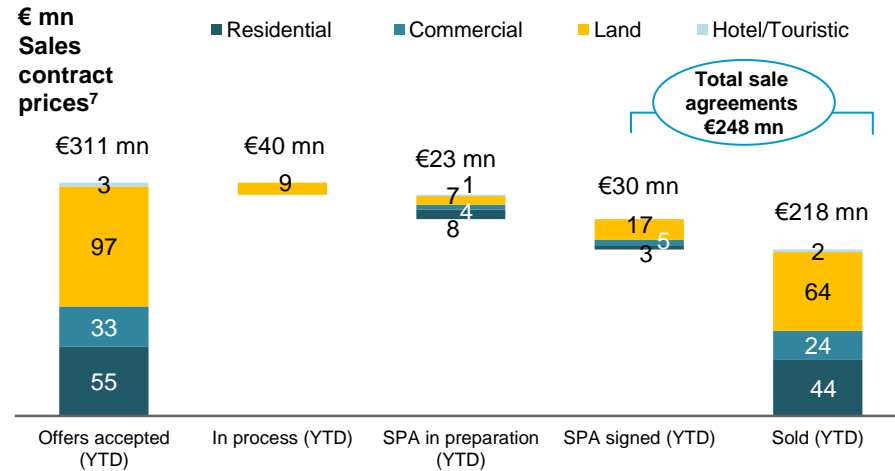 € mn
Sales
contract
prices7
Residential
Commercial
Land
Hotel/Touristic
Total sale
agreements
€248 mn
€311 mn
€40 mn
€23 mn
€30 mn
€218 mn
3
97
33
55
9
1
7
4
8
17
5
3
2
64
24
44
Offers accepted
(YTD)
In process (YTD)
SPA in preparation
(YTD)
SPA signed (YTD)
Sold (YTD)